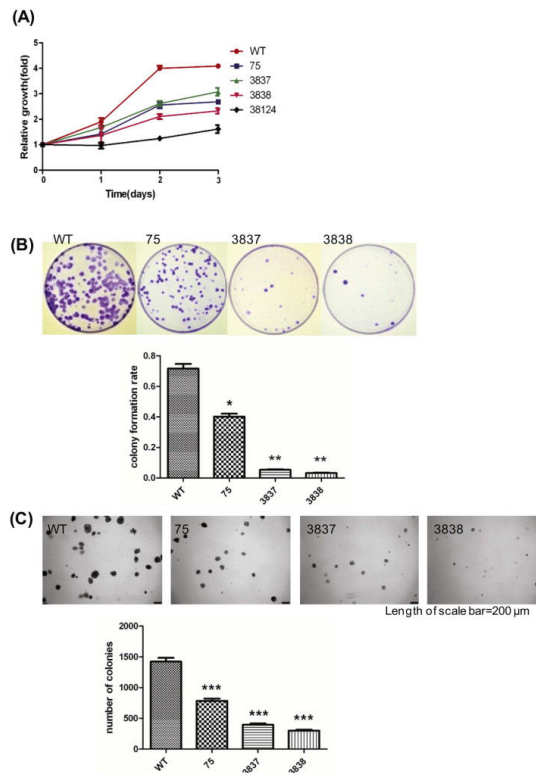 (A)
Relative growth(fold)
5
4
3
2
1
0
0 1 2 3
Time(days)
WT
75
3837
3838
38124
(B)
WT 75 3837 3838
colony formation rate
0.8
0.6
0.4
0.2
0.0
* ** **
WT 75 3837 3838
(C)
WT 75 3837 3838
Length of scale bar=200 μm
number of colonies
2000
1500
1000
500
0
*** *** ***
WT 75 3837 3838